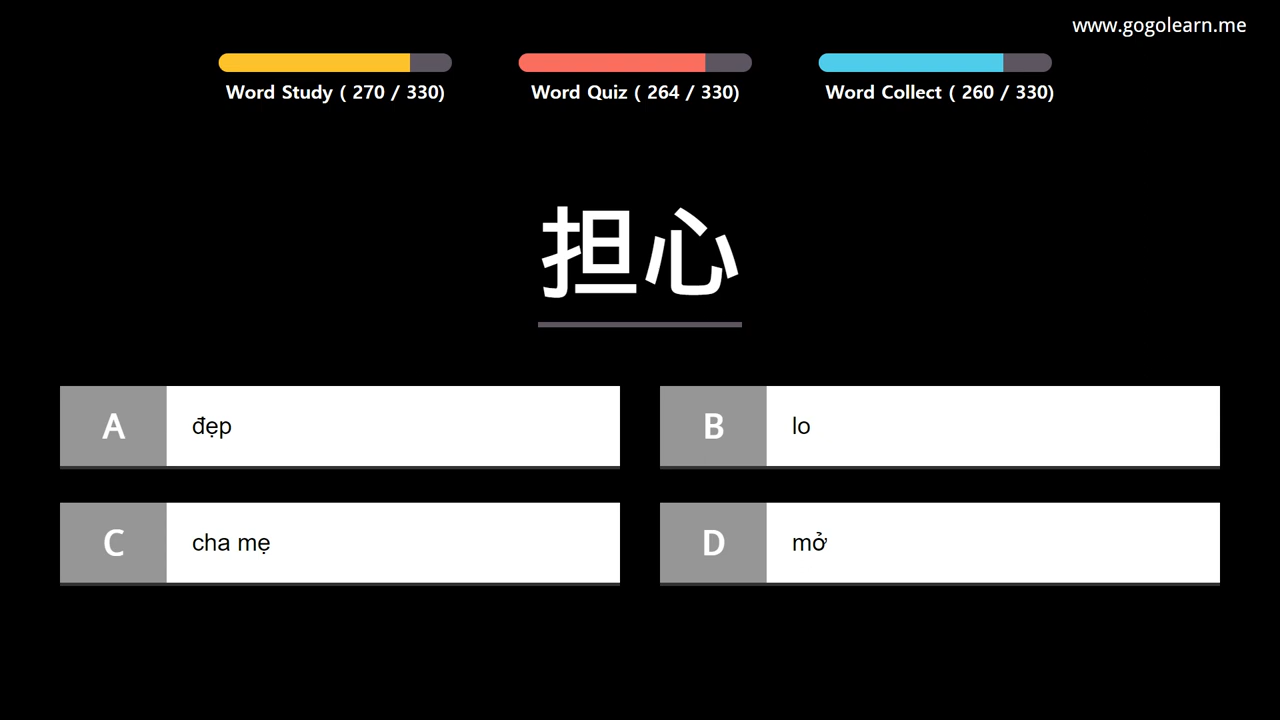 www.gogolearn.me
Word Study ( 270 / 330)
Word Quiz ( 264 / 330)
Word Collect ( 260 / 330)
担心
A đẹp
B lo
C cha mẹ
D mở